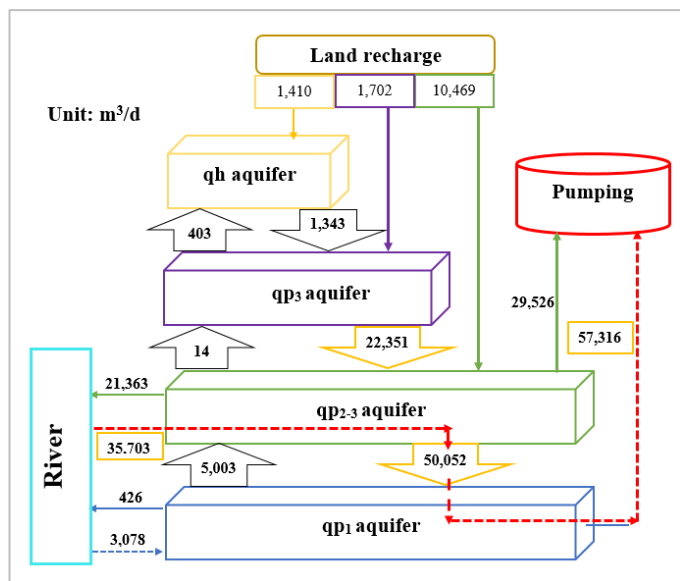 Land recharge
1,410 1,702 10,469
Unit: m³/d
qh aquifer
Pumping
403
1,343
qp₃ aquifer
29,526
57,316
14
22,351
21,363
qp₂₋₃ aquifer
35.703
River
5,003
50,052
426
qp₁ aquifer
3,078